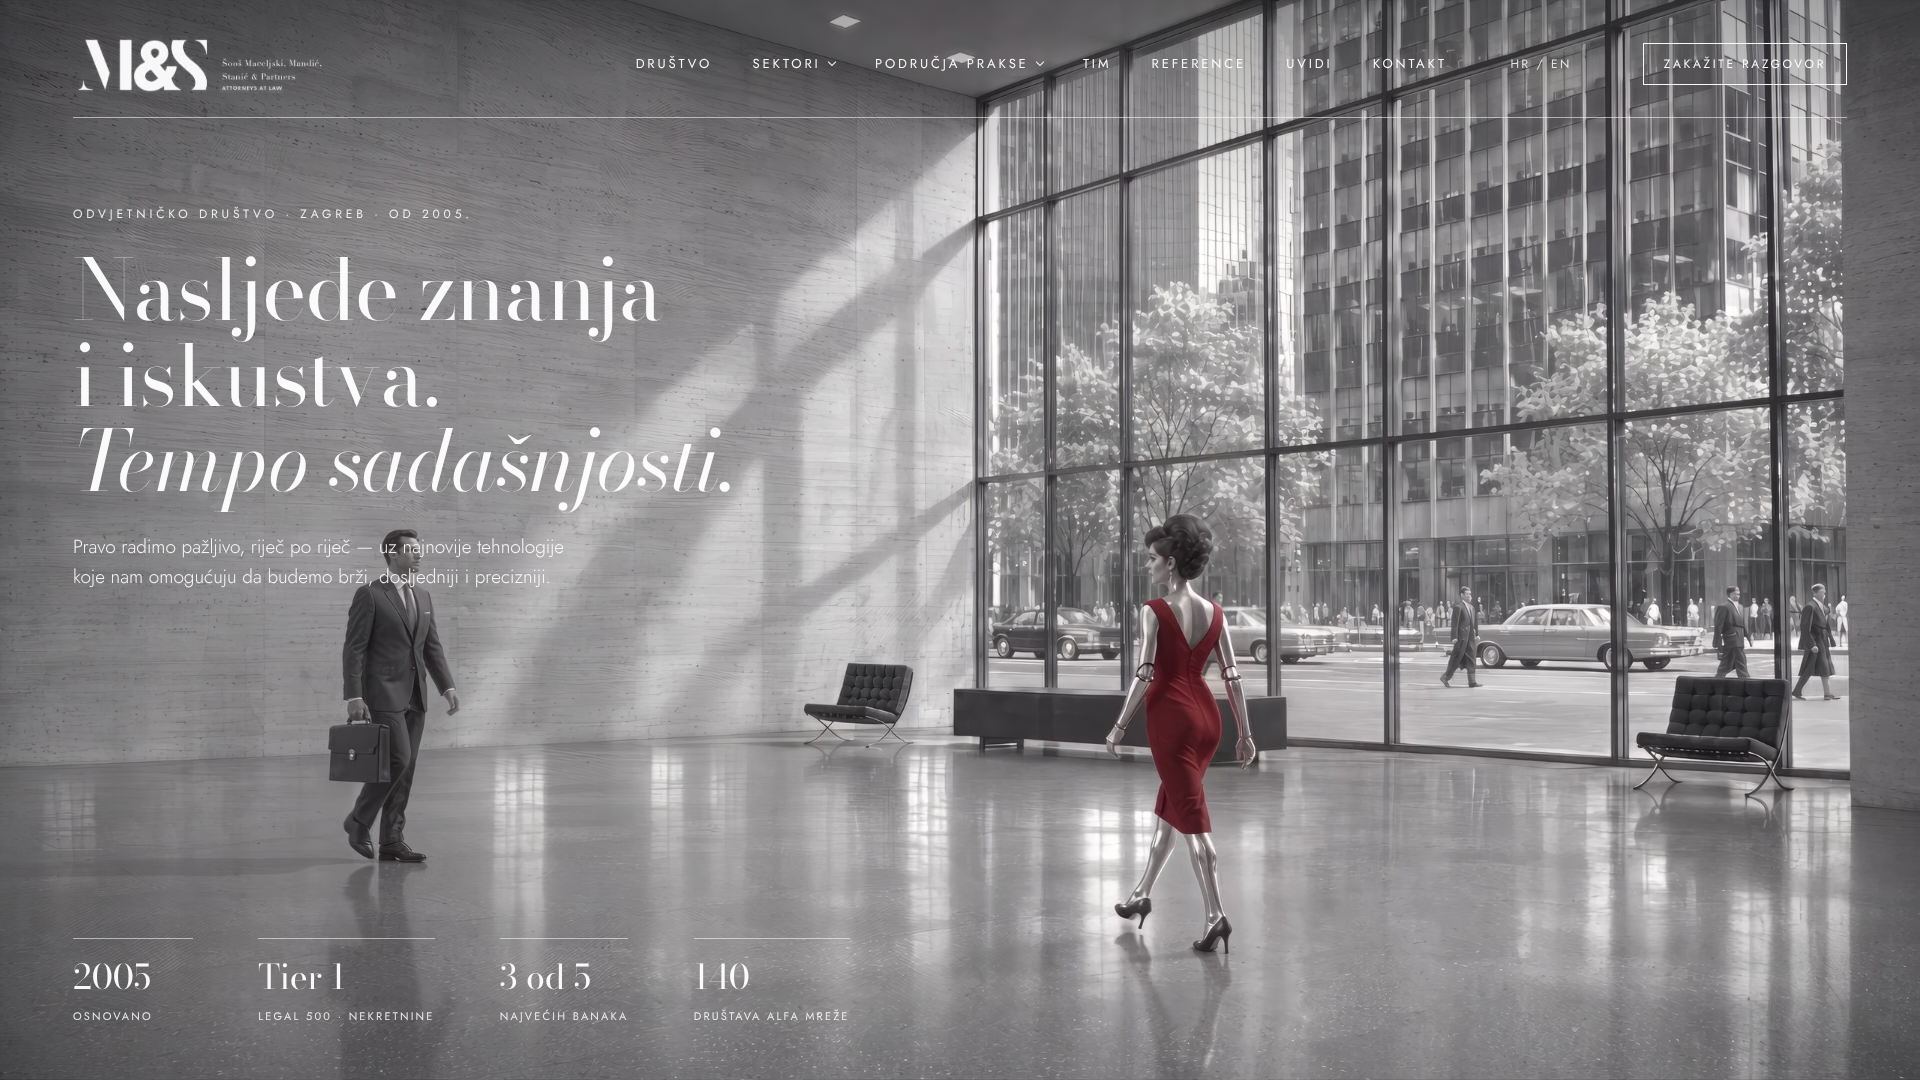 M&S
Šooš Maceljski, Mandić,
Stanić & Partners
ATTORNEYS AT LAW
DRUŠTVO
SEKTORI
PODRUČJA PRAKSE
TIM
REFERENCE
UVIDI
KONTAKT
HR / EN
ZAKAŽITE RAZGOVOR
ODVJETNIČKO DRUŠTVO · ZAGREB · OD 2005.
Nasljeđe znanja
i iskustva.
Tempo sadašnjosti.
Pravo radimo pažljivo, riječ po riječ — uz najnovije tehnologije
koje nam omogućuju da budemo brži, dosljedniji i precizniji.
2005
OSNOVANO
Tier 1
LEGAL 500 · NEKRETNINE
3 od 5
NAJVEĆIH BANAKA
140
DRUŠTAVA ALFA MREŽE